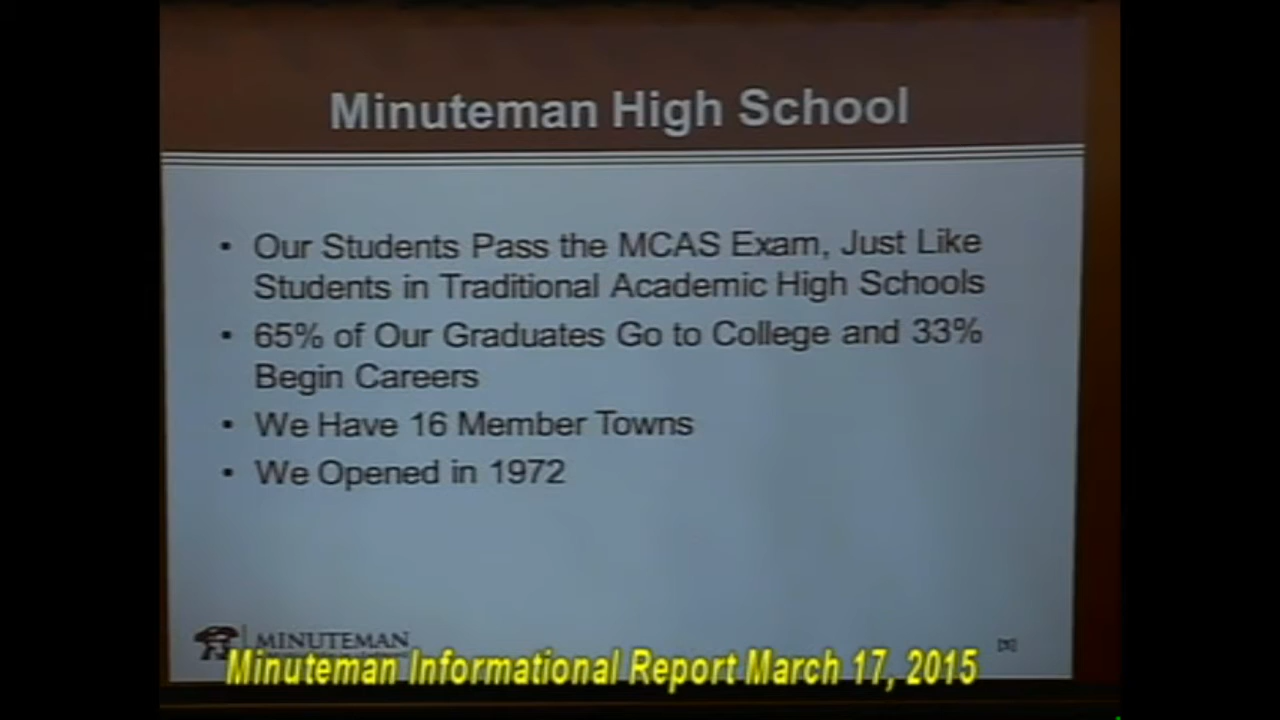 Minuteman High School
• Our Students Pass the MCAS Exam, Just Like
Students in Traditional Academic High Schools
• 65% of Our Graduates Go to College and 33%
Begin Careers
• We Have 16 Member Towns
• We Opened in 1972
MINUTEMAN
Minuteman Informational Report March 17, 2015